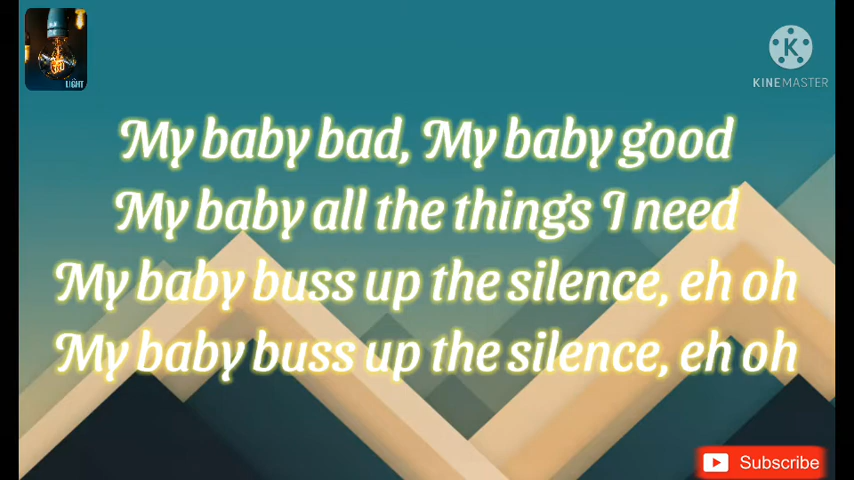 LIGHT
KINEMASTER
My baby bad, My baby good
My baby all the things I need
My baby buss up the silence, eh oh
My baby buss up the silence, eh oh
Subscribe